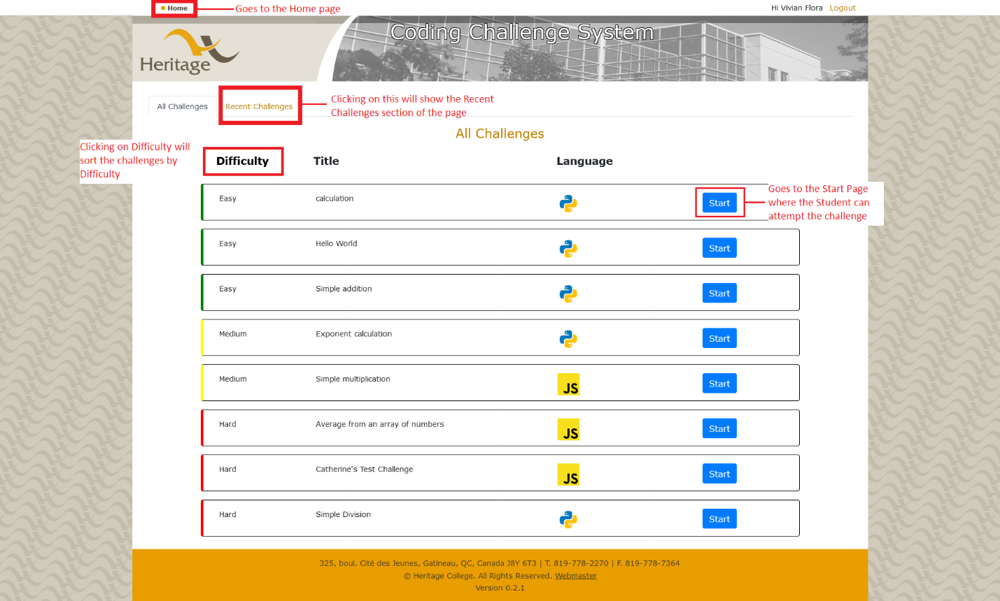 Home
Goes to the Home page
Hi Vivian Flora Logout
Coding Challenge System
Heritage
All Challenges
Recent Challenges
Clicking on this will show the Recent
Challenges section of the page
All Challenges
Clicking on Difficulty will
sort the challenges by
Difficulty
Difficulty Title Language
Easy calculation Start
Goes to the Start Page
where the Student can
attempt the challenge
Easy Hello World Start
Easy Simple addition Start
Medium Exponent calculation Start
Medium Simple multiplication JS Start
Hard Average from an array of numbers JS Start
Hard Catherine's Test Challenge JS Start
Hard Simple Division Start
325, boul. Cité des Jeunes, Gatineau, QC, Canada J8Y 6T3 | T. 819-778-2270 | F. 819-778-7364
© Heritage College. All Rights Reserved. Webmaster
Version 0.2.1